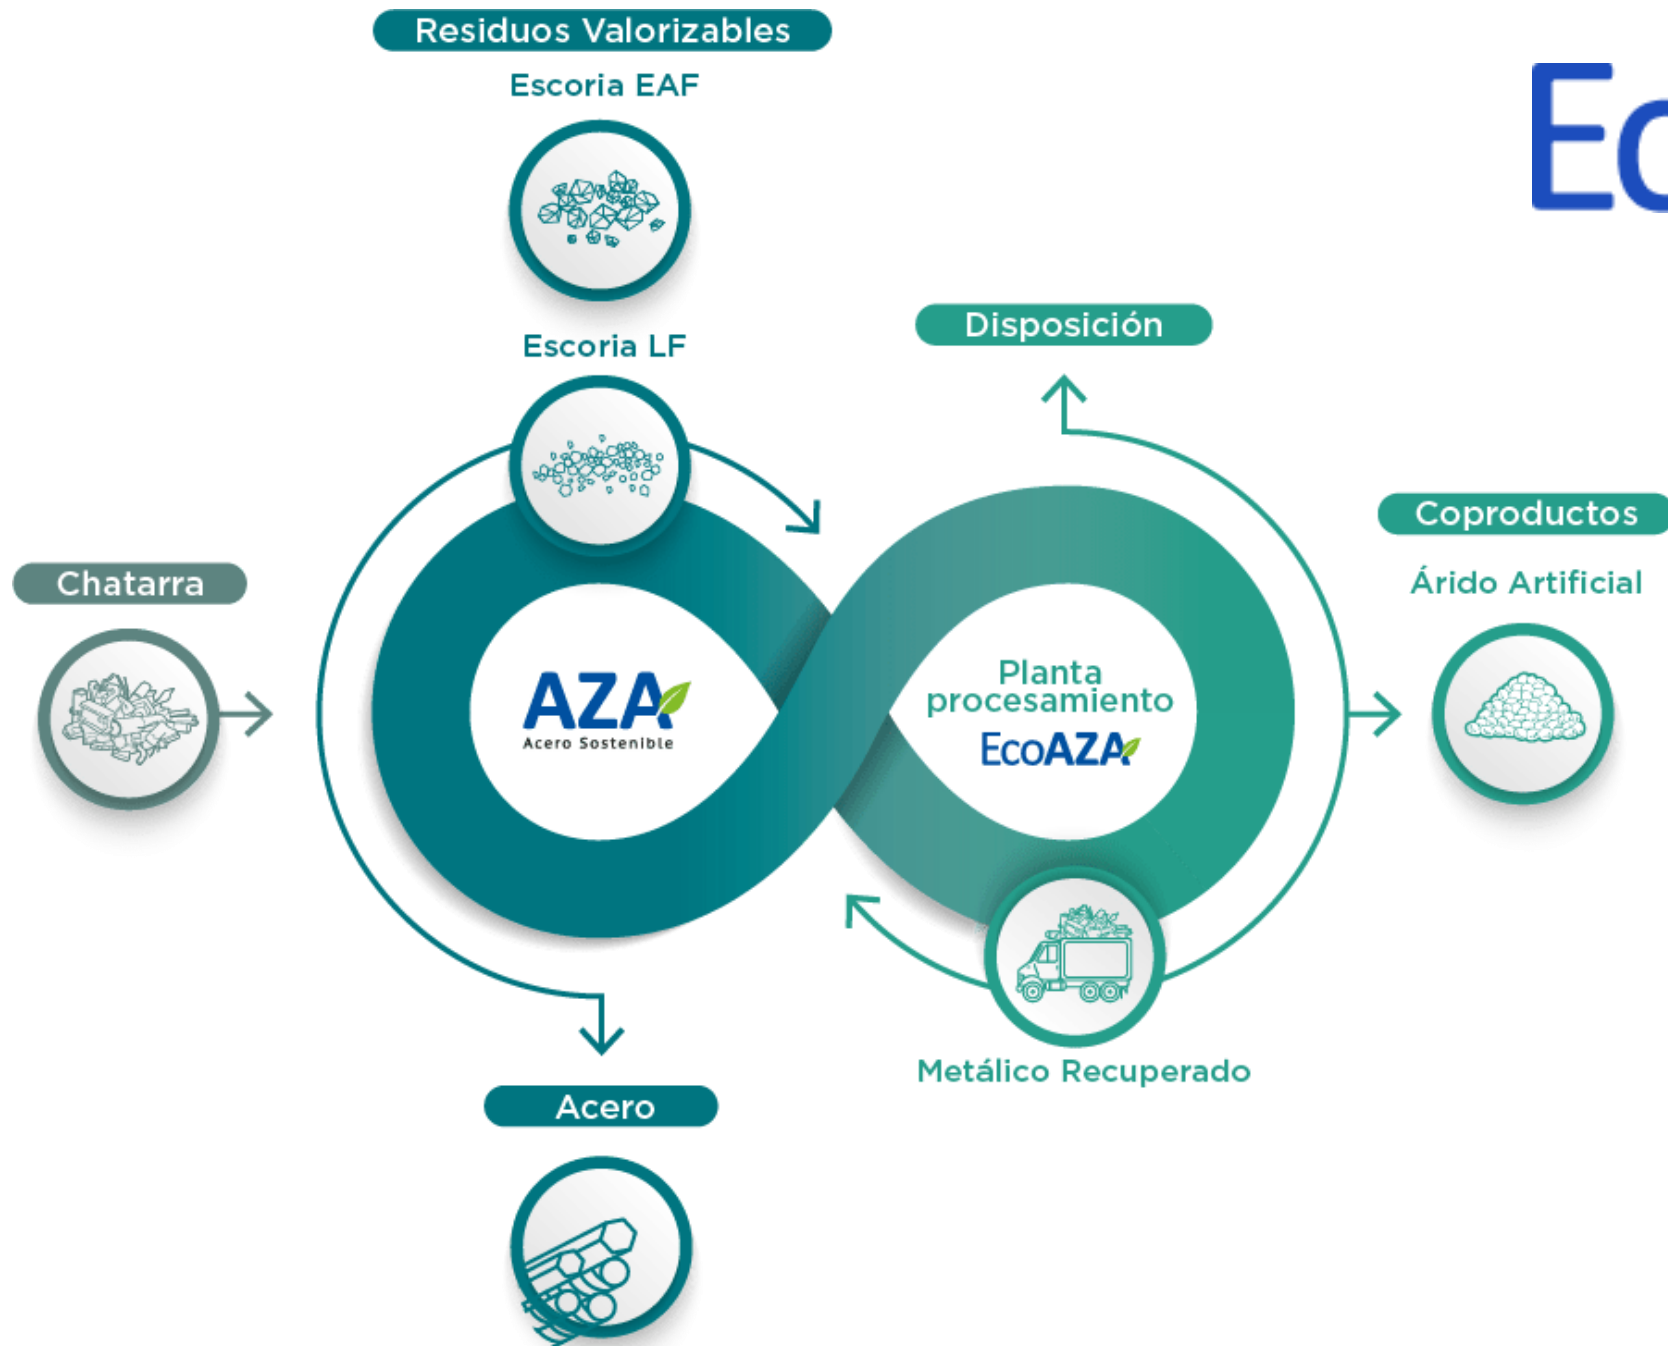 Residuos Valorizables
Escoria EAF
Ec
Escoria LF
Disposición
Coproductos
Árido Artificial
Chatarra
AZA
Acero Sostenible
Planta
procesamiento
EcoAZA
Metálico Recuperado
Acero